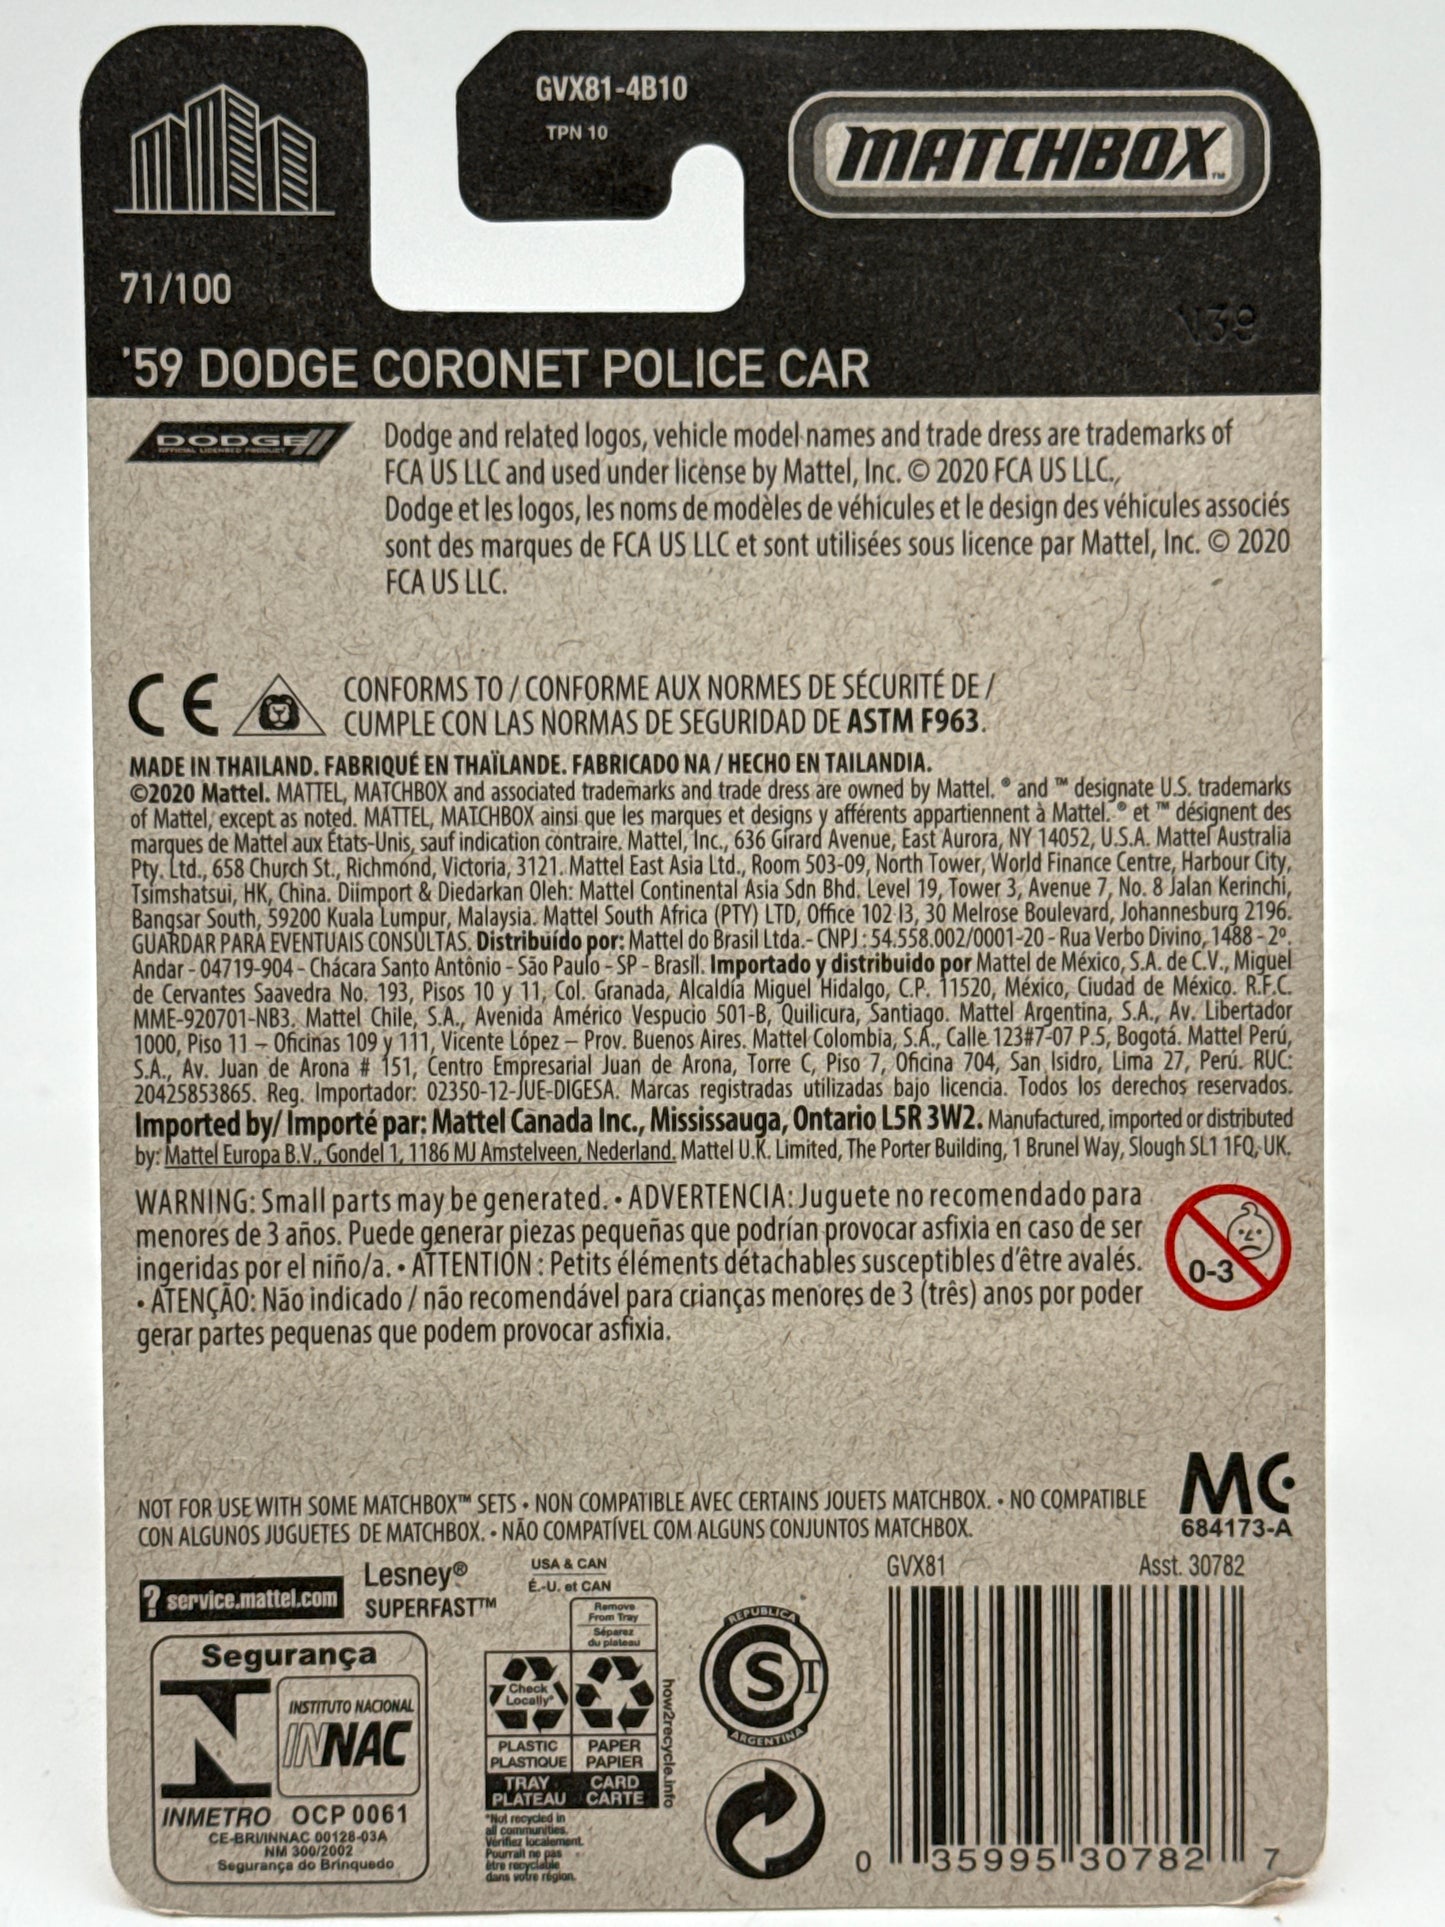 GVX81-4B10
TPN 10
MATCHBOX™
71/100
'59 DODGE CORONET POLICE CAR
DODGE
OFFICIAL LICENSED PRODUCT
Dodge and related logos, vehicle model names and trade dress are trademarks of
FCA US LLC and used under license by Mattel, Inc. © 2020 FCA US LLC.,
Dodge et les logos, les noms de modèles de véhicules et le design des véhicules associés
sont des marques de FCA US LLC et sont utilisées sous licence par Mattel, Inc. © 2020
FCA US LLC.
CE
CONFORMS TO / CONFORME AUX NORMES DE SÉCURITÉ DE /
CUMPLE CON LAS NORMAS DE SEGURIDAD DE ASTM F963.
MADE IN THAILAND. FABRIQUÉ EN THAÏLANDE. FABRICADO NA / HECHO EN TAILANDIA.
©2020 Mattel. MATTEL, MATCHBOX and associated trademarks and trade dress are owned by Mattel. ® and ™ designate U.S. trademarks
of Mattel, except as noted. MATTEL, MATCHBOX ainsi que les marques et designs y afférents appartiennent à Mattel. ® et ™ désignent des
marques de Mattel aux États-Unis, sauf indication contraire. Mattel, Inc., 636 Girard Avenue, East Aurora, NY 14052, U.S.A. Mattel Australia
Pty. Ltd., 658 Church St., Richmond, Victoria, 3121. Mattel East Asia Ltd., Room 503-09, North Tower, World Finance Centre, Harbour City,
Tsimshatsui, HK, China. Diimport & Diedarkan Oleh: Mattel Continental Asia Sdn Bhd. Level 19, Tower 3, Avenue 7, No. 8 Jalan Kerinchi,
Bangsar South, 59200 Kuala Lumpur, Malaysia. Mattel South Africa (PTY) LTD, Office 102 I3, 30 Melrose Boulevard, Johannesburg 2196.
GUARDAR PARA EVENTUAIS CONSULTAS. Distribuído por: Mattel do Brasil Ltda.- CNPJ : 54.558.002/0001-20 - Rua Verbo Divino, 1488 - 2º.
Andar - 04719-904 - Chácara Santo Antônio - São Paulo - SP - Brasil. Importado y distribuido por Mattel de México, S.A. de C.V., Miguel
de Cervantes Saavedra No. 193, Pisos 10 y 11, Col. Granada, Alcaldía Miguel Hidalgo, C.P. 11520, México, Ciudad de México. R.F.C.
MME-920701-NB3. Mattel Chile, S.A., Avenida Américo Vespucio 501-B, Quilicura, Santiago. Mattel Argentina, S.A., Av. Libertador
1000, Piso 11 – Oficinas 109 y 111, Vicente López – Prov. Buenos Aires. Mattel Colombia, S.A., Calle 123#7-07 P.5, Bogotá. Mattel Perú,
S.A., Av. Juan de Arona # 151, Centro Empresarial Juan de Arona, Torre C, Piso 7, Oficina 704, San Isidro, Lima 27, Perú. RUC:
20425853865. Reg. Importador: 02350-12-JUE-DIGESA. Marcas registradas utilizadas bajo licencia. Todos los derechos reservados.
Imported by/ Importé par: Mattel Canada Inc., Mississauga, Ontario L5R 3W2. Manufactured, imported or distributed
by: Mattel Europa B.V., Gondel 1, 1186 MJ Amstelveen, Nederland. Mattel U.K. Limited, The Porter Building, 1 Brunel Way, Slough SL1 1FQ, UK.
WARNING: Small parts may be generated. • ADVERTENCIA: Juguete no recomendado para
menores de 3 años. Puede generar piezas pequeñas que podrían provocar asfixia en caso de ser
ingeridas por el niño/a. • ATTENTION : Petits éléments détachables susceptibles d'être avalés.
• ATENÇÃO: Não indicado / não recomendável para crianças menores de 3 (três) anos por poder
gerar partes pequenas que podem provocar asfixia.
0-3
NOT FOR USE WITH SOME MATCHBOX™ SETS • NON COMPATIBLE AVEC CERTAINS JOUETS MATCHBOX. • NO COMPATIBLE
CON ALGUNOS JUGUETES DE MATCHBOX. • NÃO COMPATÍVEL COM ALGUNS CONJUNTOS MATCHBOX.
MC
684173-A
? service.mattel.com
Lesney®
SUPERFAST™
USA & CAN
É.-U. et CAN
Remove
From Tray
Séparez
du plateau
Check
Locally*
PLASTIC
PLASTIQUE
TRAY
PLATEAU
PAPER
PAPIER
CARD
CARTE
how2recycle.info
*Not recycled in
all communities.
Vérifiez localement.
Pourrait ne pas
être recyclable
dans votre région.
Segurança
INSTITUTO NACIONAL
INNAC
INMETRO OCP 0061
CE-BRI/INNAC 00128-03A
NM 300/2002
Segurança do Brinquedo
REPUBLICA
S T
ARGENTINA
GVX81 Asst. 30782
0 35995 30782 7